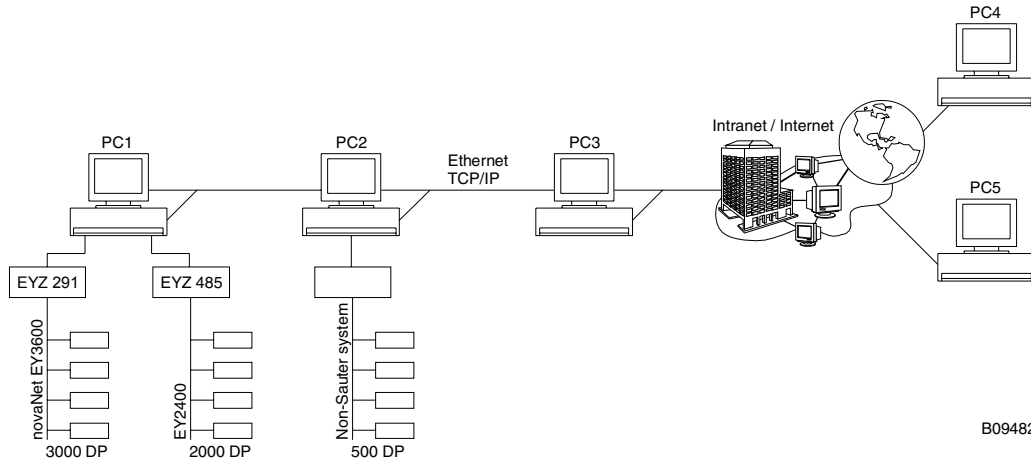 PC4
Intranet / Internet
PC1
PC2
Ethernet
TCP/IP
PC3
PC5
EYZ 291
EYZ 485
novaNet EY3600
EY2400
Non-Sauter system
3000 DP
2000 DP
500 DP
B09482